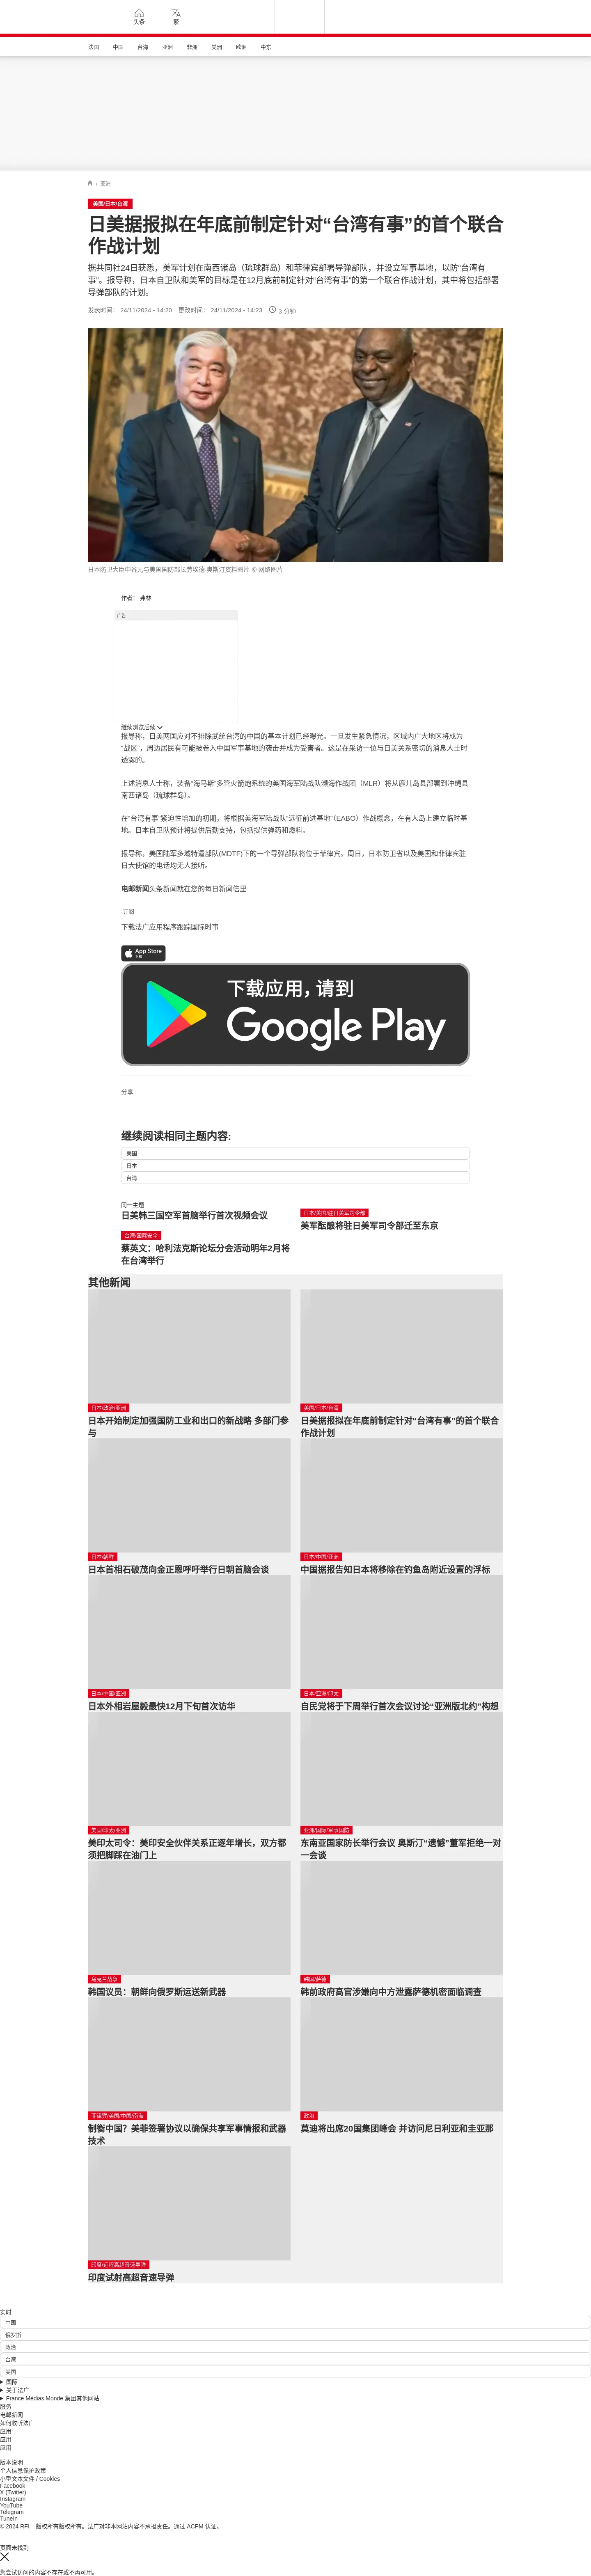 头条
繁
法国
中国
台海
亚洲
非洲
美洲
欧洲
中东
/ 亚洲
美国/日本/台湾
日美据报拟在年底前制定针对“台湾有事”的首个联合
作战计划
据共同社24日获悉，美军计划在南西诸岛（琉球群岛）和菲律宾部署导弹部队，并设立军事基地，以防“台湾有
事”。报导称，日本自卫队和美军的目标是在12月底前制定针对“台湾有事”的第一个联合作战计划，其中将包括部署
导弹部队的计划。
发表时间： 24/11/2024 - 14:20 更改时间： 24/11/2024 - 14:23 3 分钟
日本防卫大臣中谷元与美国国防部长劳埃德·奥斯汀资料图片 © 网络图片
作者： 弗林
广告
继续浏览后续
报导称，日美两国应对不排除武统台湾的中国的基本计划已经曝光。一旦发生紧急情况，区域内广大地区将成为
“战区”，周边居民有可能被卷入中国军事基地的袭击并成为受害者。这是在采访一位与日美关系密切的消息人士时
透露的。
上述消息人士称，装备“海马斯”多管火箭炮系统的美国海军陆战队濒海作战团（MLR）将从鹿儿岛县部署到冲绳县
南西诸岛（琉球群岛）。
在“台湾有事”紧迫性增加的初期，将根据美海军陆战队“远征前进基地”（EABO）作战概念，在有人岛上建立临时基
地。日本自卫队预计将提供后勤支持，包括提供弹药和燃料。
报导称，美国陆军多域特遣部队(MDTF)下的一个导弹部队将位于菲律宾。周日，日本防卫省以及美国和菲律宾驻
日大使馆的电话均无人接听。
电邮新闻头条新闻就在您的每日新闻信里
订阅
下载法广应用程序跟踪国际时事
App Store
下载
下载应用，请到
Google Play
分享 :
继续阅读相同主题内容:
美国
日本
台湾
同一主题
日美韩三国空军首脑举行首次视频会议
日本/美国/驻日美军司令部
美军酝酿将驻日美军司令部迁至东京
台湾/国际安全
蔡英文：哈利法克斯论坛分会活动明年2月将
在台湾举行
其他新闻
日本/政治/亚洲
日本开始制定加强国防工业和出口的新战略 多部门参
与
美国/日本/台湾
日美据报拟在年底前制定针对“台湾有事”的首个联合
作战计划
日本/朝鲜
日本首相石破茂向金正恩呼吁举行日朝首脑会谈
日本/中国/亚洲
中国据报告知日本将移除在钓鱼岛附近设置的浮标
日本/中国/亚洲
日本外相岩屋毅最快12月下旬首次访华
日本/亚洲/印太
自民党将于下周举行首次会议讨论“亚洲版北约”构想
美国/印太/亚洲
美印太司令：美印安全伙伴关系正逐年增长，双方都
须把脚踩在油门上
亚洲/国际/军事国防
东南亚国家防长举行会议 奥斯汀“遗憾”董军拒绝一对
一会谈
乌克兰战争
韩国议员：朝鲜向俄罗斯运送新武器
韩国/萨德
韩前政府高官涉嫌向中方泄露萨德机密面临调查
菲律宾/美国/中国/南海
制衡中国？美菲签署协议以确保共享军事情报和武器
技术
政治
莫迪将出席20国集团峰会 并访问尼日利亚和圭亚那
印度/远程高超音速导弹
印度试射高超音速导弹
实时
中国
俄罗斯
政治
台湾
美国
国际
关于法广
France Médias Monde 集团其他网站
服务
电邮新闻
如何收听法广
应用
应用
应用
版本说明
个人信息保护政策
小型文本文件 / Cookies
Facebook
X (Twitter)
Instagram
YouTube
Telegram
TuneIn
© 2024 RFI – 版权所有版权所有。法广对非本网站内容不承担责任。通过 ACPM 认证。
页面未找到
您尝试访问的内容不存在或不再可用。